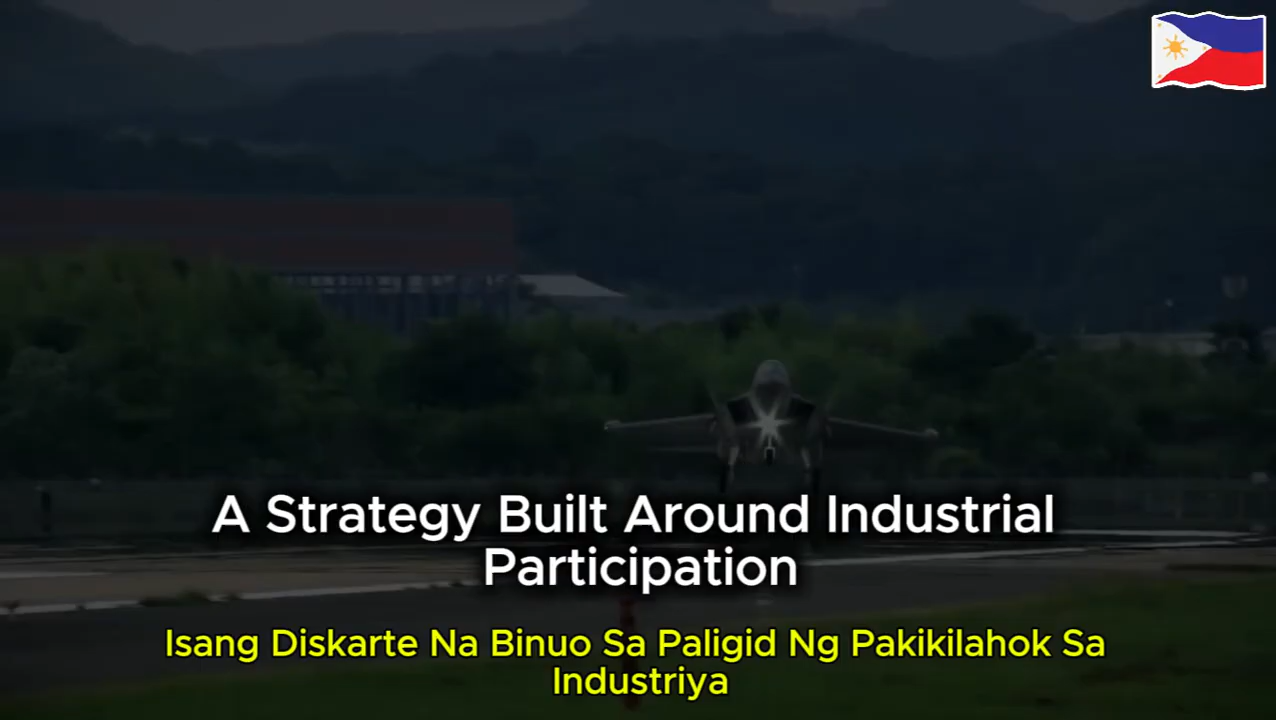 A Strategy Built Around Industrial
Participation
Isang Diskarte Na Binuo Sa Paligid Ng Pakikilahok Sa
Industriya